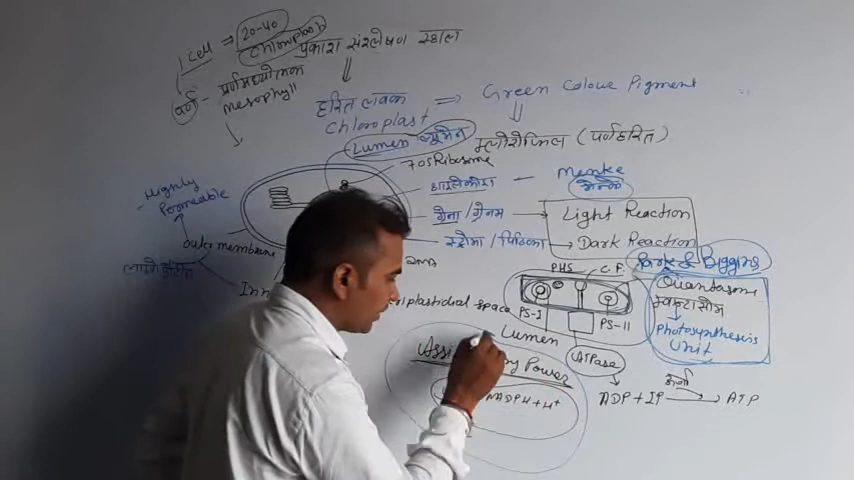 1 Cell ⇒ 20-40
Chloroplast प्रकाश संश्लेषण स्थल
पर्ण - पर्णमध्योत्तक
Mesophyll
हरित लवक ⇒ Green Colour Pigment
Chloroplast
Lumen ल्यूमेन क्लोरोफिल (पर्णहरित)
70S Ribosome
Menke
मेन्के
ग्रेना / ग्रेनम → Light Reaction
स्ट्रोमा / पिठिका → Dark Reaction
Highly
Permeable
Outer membrane
Inn
Park & Biggins
PHS C.F.
Quantasome
क्वान्टासोम
Photosynthesis
Unit
iplastidial space
PS-I
PS-II
Lumen
ATPase
Assi ry Power
NADPH + H+
ADP + IP → ATP
ऊर्जा